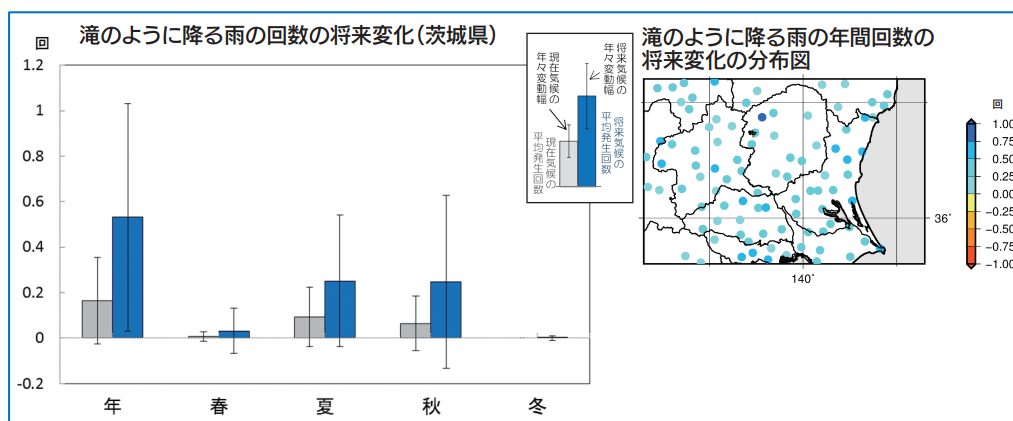 滝のように降る雨の回数の将来変化(茨城県)
回
1.2
1
0.8
0.6
0.4
0.2
0
-0.2
年
春
夏
秋
冬
現在気候の
年々変動幅
将来気候の
年々変動幅
現在気候の
平均発生回数
将来気候の
平均発生回数
滝のように降る雨の年間回数の
将来変化の分布図
36°
140°
回
1.00
0.75
0.50
0.25
0.00
−0.25
−0.50
−0.75
−1.00